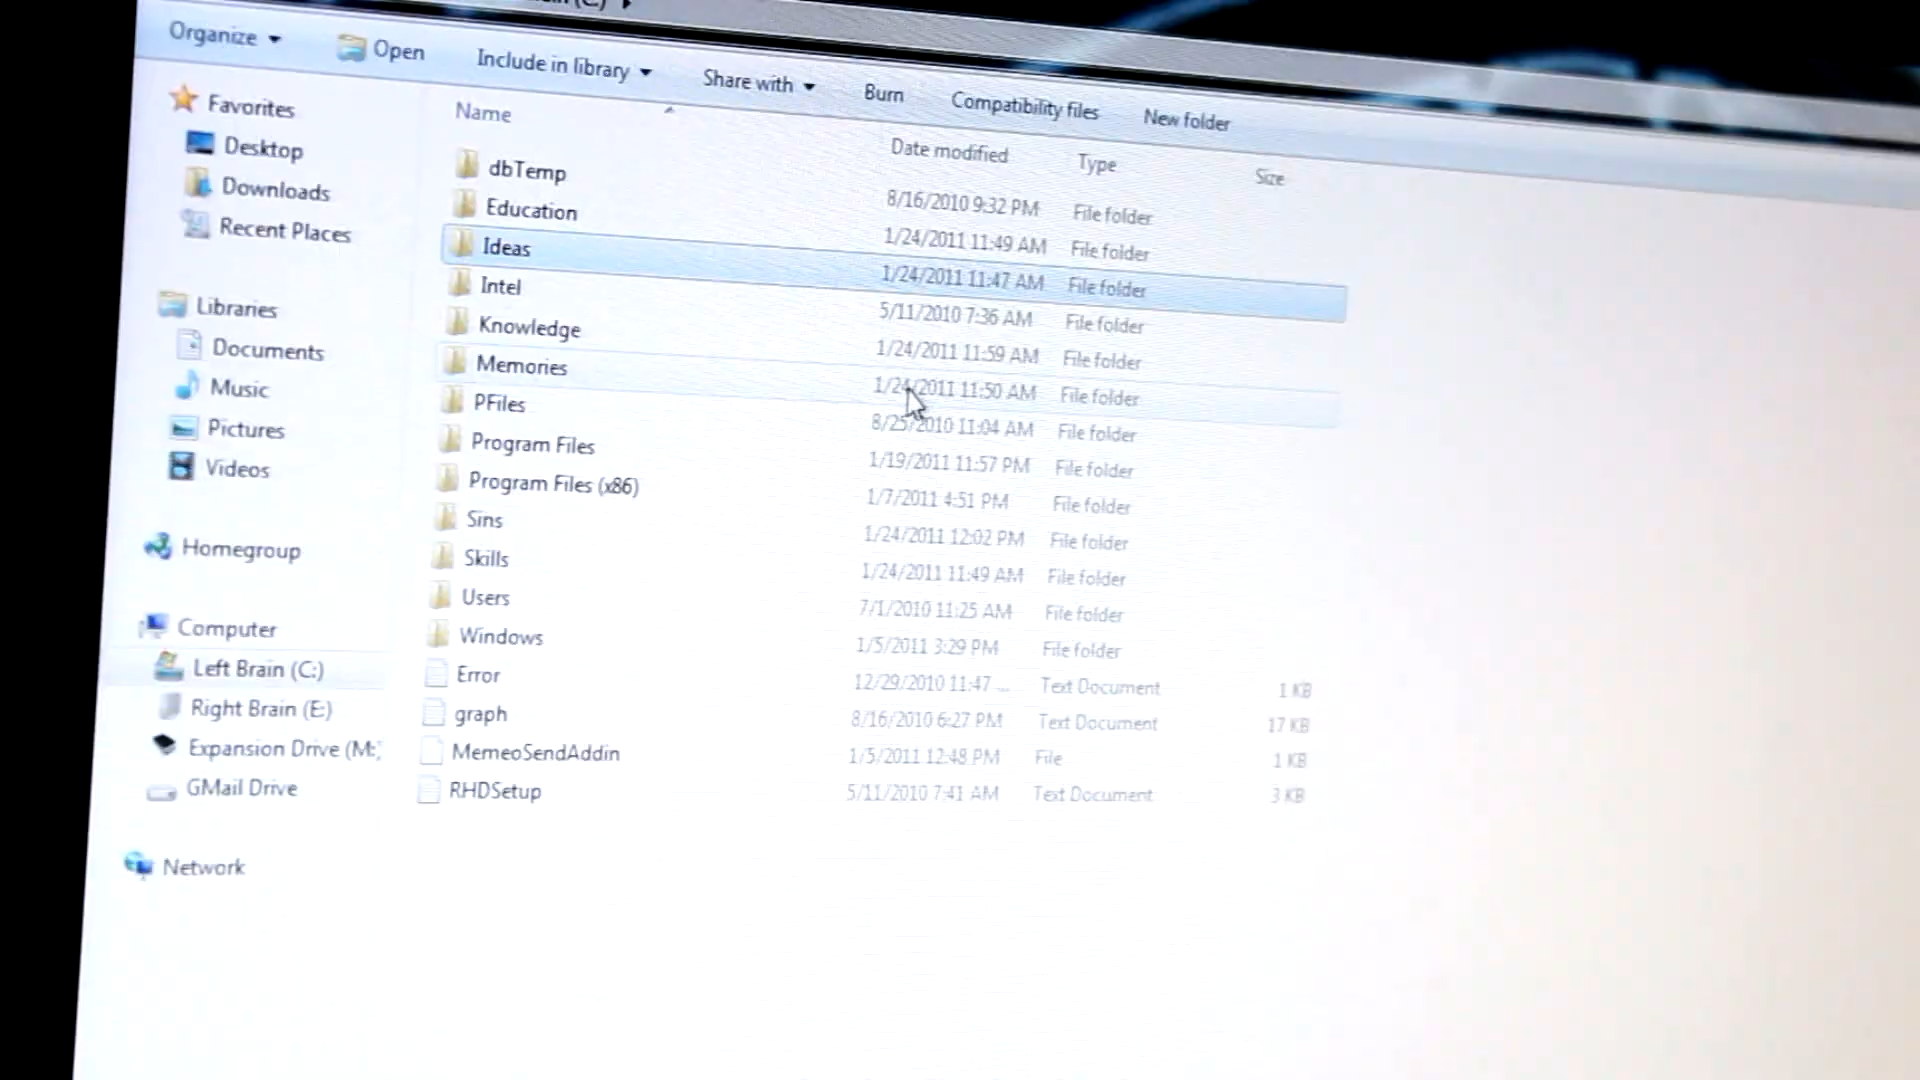 Organize Open Include in library Share with Burn Compatibility files New folder
Favorites
Desktop
Downloads
Recent Places
Libraries
Documents
Music
Pictures
Videos
Homegroup
Computer
Left Brain (C:)
Right Brain (E:)
Expansion Drive (M:
GMail Drive
Network
Name Date modified Type Size
dbTemp 8/16/2010 9:32 PM File folder
Education 1/24/2011 11:49 AM File folder
Ideas 1/24/2011 11:47 AM File folder
Intel 5/11/2010 7:36 AM File folder
Knowledge 1/24/2011 11:59 AM File folder
Memories 1/24/2011 11:50 AM File folder
PFiles 8/25/2010 11:04 AM File folder
Program Files 1/19/2011 11:57 PM File folder
Program Files (x86) 1/7/2011 4:51 PM File folder
Sins 1/24/2011 12:02 PM File folder
Skills 1/24/2011 11:49 AM File folder
Users 7/1/2010 11:25 AM File folder
Windows 1/5/2011 3:29 PM File folder
Error 12/29/2010 11:47 ... Text Document 1 KB
graph 8/16/2010 6:27 PM Text Document 17 KB
MemeoSendAddin 1/5/2011 12:48 PM File 1 KB
RHDSetup 5/11/2010 7:41 AM Text Document 3 KB